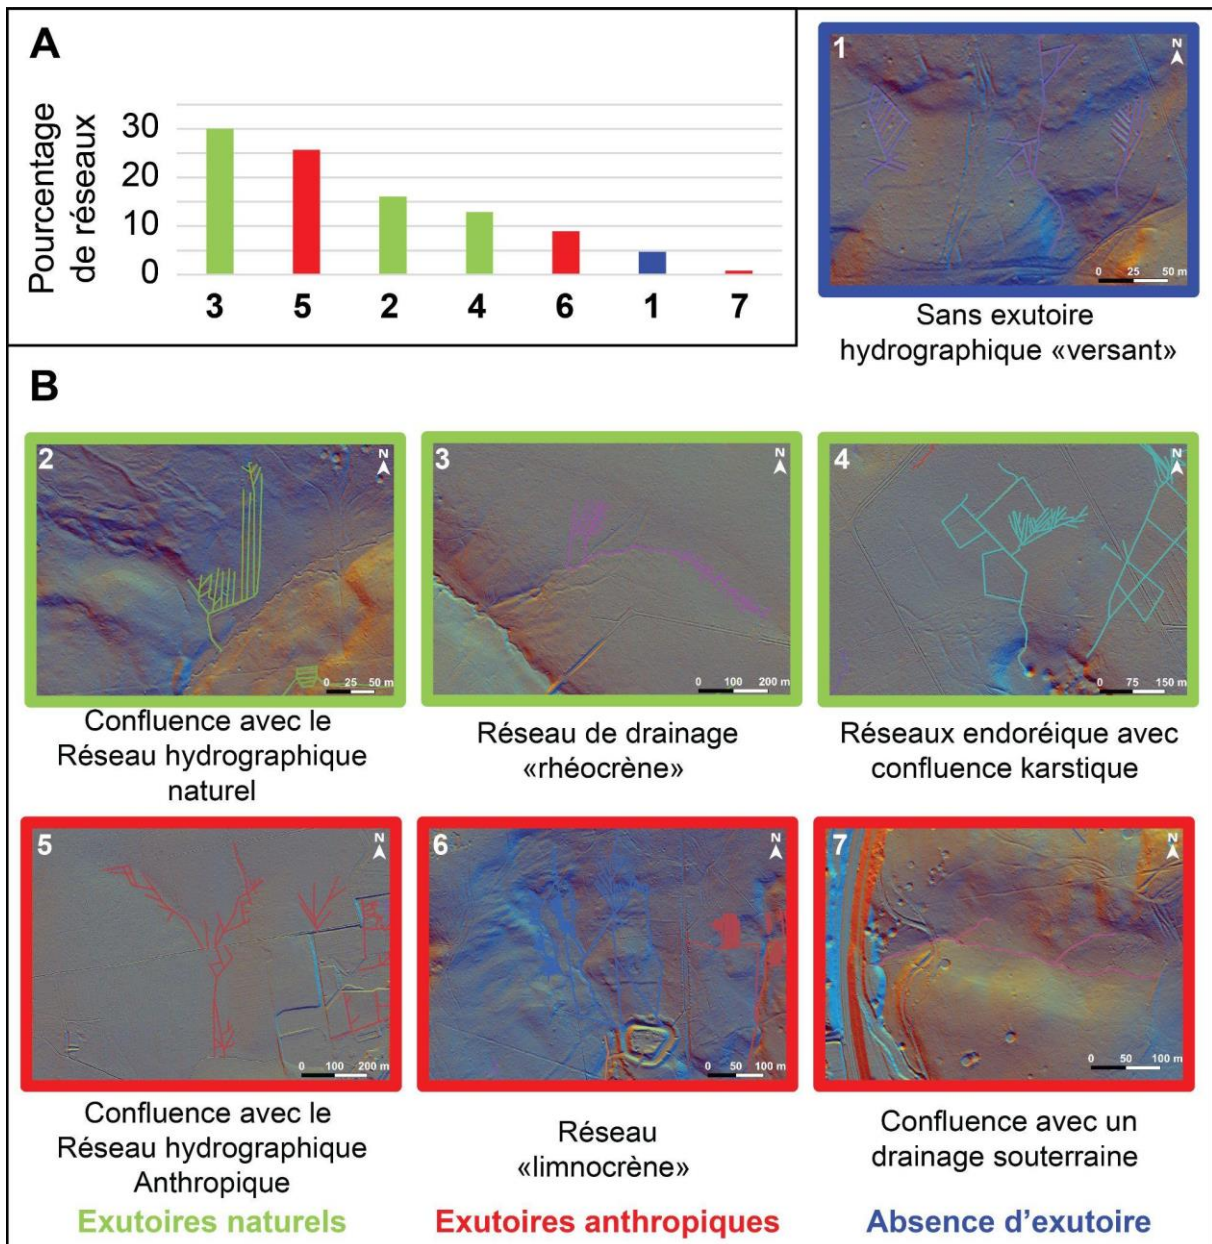 A
Pourcentage
de réseaux
30
20
10
0
3 5 2 4 6 1 7
1
N
0 25 50 m
Sans exutoire
hydrographique «versant»
B
2
N
0 25 50 m
Confluence avec le
Réseau hydrographique
naturel
3
N
0 100 200 m
Réseau de drainage
«rhéocrène»
4
N
0 75 150 m
Réseaux endoréique avec
confluence karstique
5
N
0 100 200 m
Confluence avec le
Réseau hydrographique
Anthropique
6
N
0 50 100 m
Réseau
«limnocrène»
7
N
0 50 100 m
Confluence avec un
drainage souterraine
Exutoires naturels
Exutoires anthropiques
Absence d'exutoire